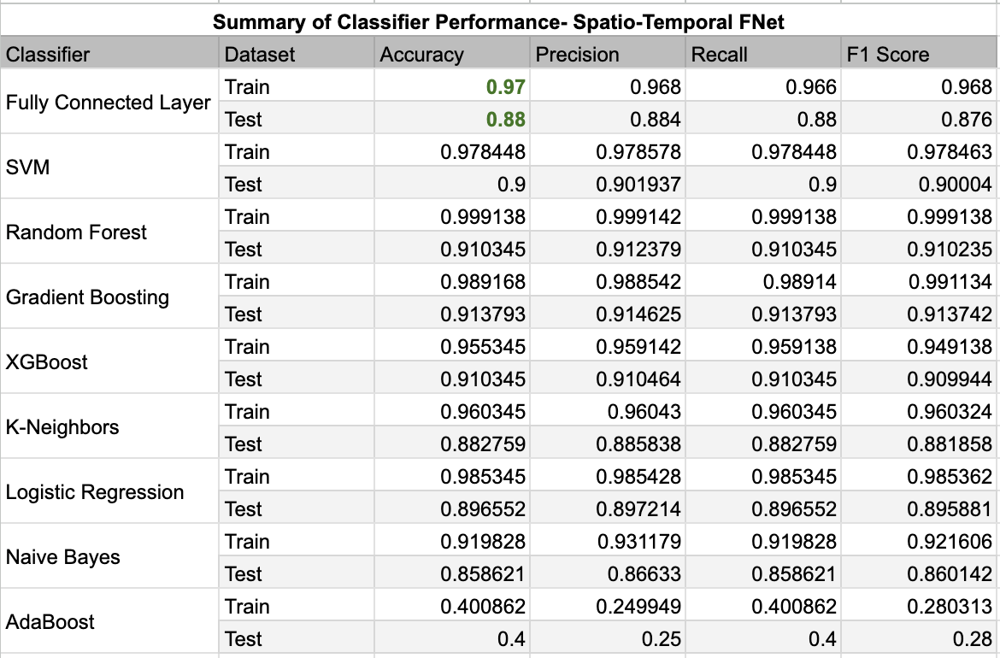 Summary of Classifier Performance- Spatio-Temporal FNet
Classifier Dataset Accuracy Precision Recall F1 Score
Fully Connected Layer
Train 0.97 0.968 0.966 0.968
Test 0.88 0.884 0.88 0.876
SVM
Train 0.978448 0.978578 0.978448 0.978463
Test 0.9 0.901937 0.9 0.90004
Random Forest
Train 0.999138 0.999142 0.999138 0.999138
Test 0.910345 0.912379 0.910345 0.910235
Gradient Boosting
Train 0.989168 0.988542 0.98914 0.991134
Test 0.913793 0.914625 0.913793 0.913742
XGBoost
Train 0.955345 0.959142 0.959138 0.949138
Test 0.910345 0.910464 0.910345 0.909944
K-Neighbors
Train 0.960345 0.96043 0.960345 0.960324
Test 0.882759 0.885838 0.882759 0.881858
Logistic Regression
Train 0.985345 0.985428 0.985345 0.985362
Test 0.896552 0.897214 0.896552 0.895881
Naive Bayes
Train 0.919828 0.931179 0.919828 0.921606
Test 0.858621 0.86633 0.858621 0.860142
AdaBoost
Train 0.400862 0.249949 0.400862 0.280313
Test 0.4 0.25 0.4 0.28